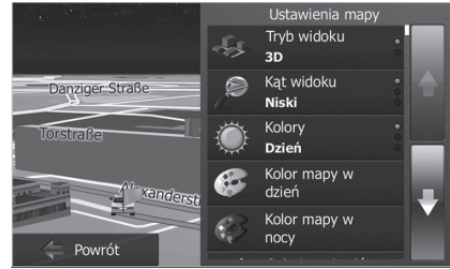 Ustawienia mapy
Tryb widoku
3D
Kąt widoku
Niski
Kolory
Dzień
Kolor mapy w
dzień
Kolor mapy w
nocy
Danziger Straße
Torstraße
Powrót